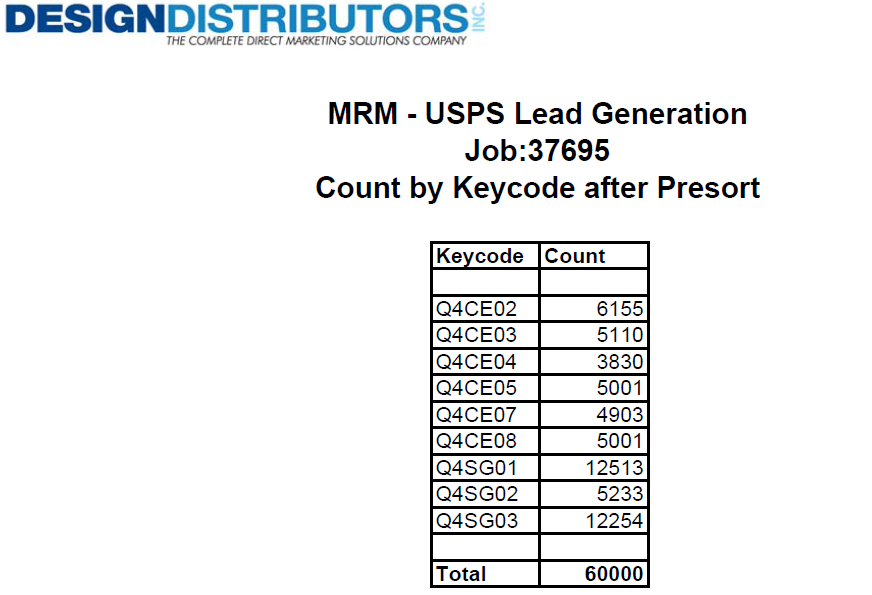 DESIGNDISTRIBUTORS INC.
THE COMPLETE DIRECT MARKETING SOLUTIONS COMPANY
MRM - USPS Lead Generation
Job:37695
Count by Keycode after Presort
Keycode Count
Q4CE02 6155
Q4CE03 5110
Q4CE04 3830
Q4CE05 5001
Q4CE07 4903
Q4CE08 5001
Q4SG01 12513
Q4SG02 5233
Q4SG03 12254
Total 60000